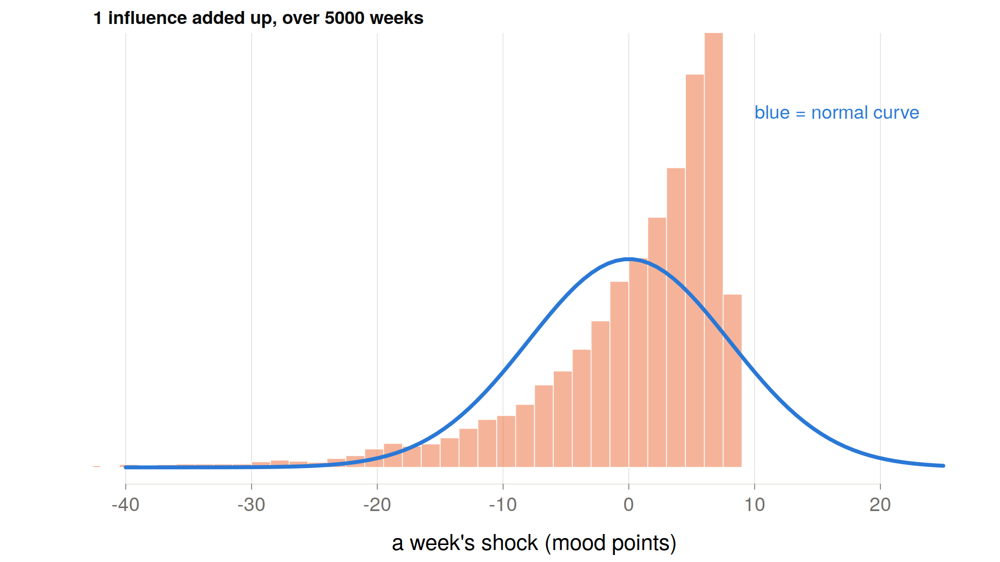 1 influence added up, over 5000 weeks
blue = normal curve
-40 -30 -20 -10 0 10 20
a week's shock (mood points)